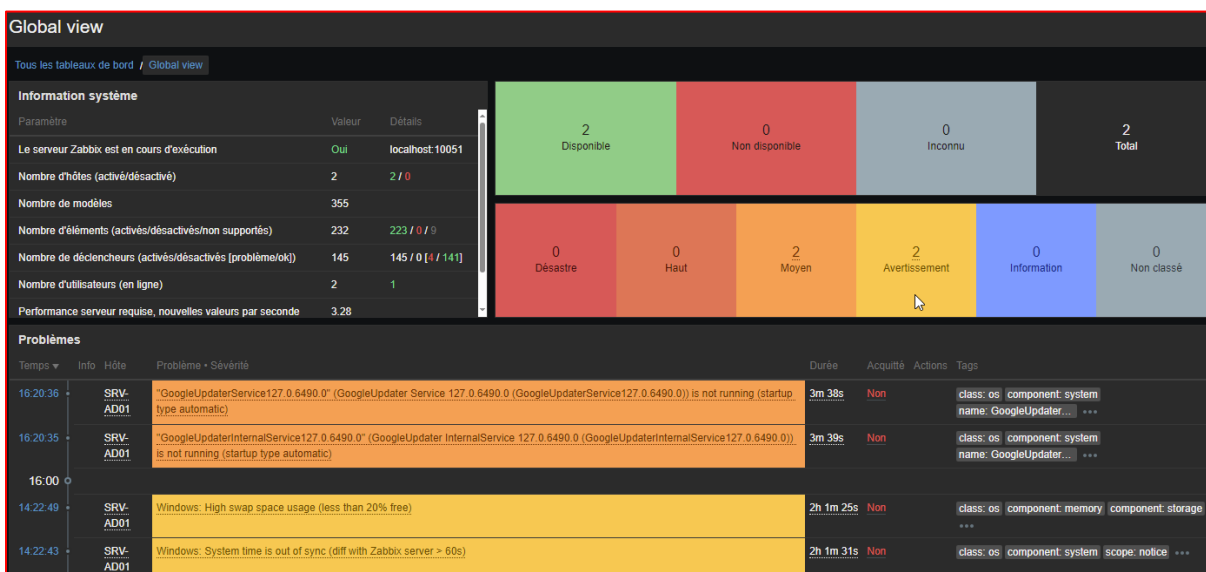 Global view
Tous les tableaux de bord / Global view
Information système
Paramètre Valeur Détails
Le serveur Zabbix est en cours d'exécution Oui localhost:10051
Nombre d'hôtes (activé/désactivé) 2 2 / 0
Nombre de modèles 355
Nombre d'éléments (activés/désactivés/non supportés) 232 223 / 0 / 9
Nombre de déclencheurs (activés/désactivés [problème/ok]) 145 145 / 0 [4 / 141]
Nombre d'utilisateurs (en ligne) 2 1
Performance serveur requise, nouvelles valeurs par seconde 3.28
2 0 0 2
Disponible Non disponible Inconnu Total
0 0 2 2 0 0
Désastre Haut Moyen Avertissement Information Non classé
Problèmes
Temps Info Hôte Problème • Sévérité Durée Acquitté Actions Tags
16:20:36 SRV-AD01 "GoogleUpdaterService127.0.6490.0" (GoogleUpdater Service 127.0.6490.0 (GoogleUpdaterService127.0.6490.0)) is not running (startup 3m 38s Non class: os component: system
type automatic) name: GoogleUpdater... •••
16:20:35 SRV-AD01 "GoogleUpdaterInternalService127.0.6490.0" (GoogleUpdater InternalService 127.0.6490.0 (GoogleUpdaterInternalService127.0.6490.0)) 3m 39s Non class: os component: system
is not running (startup type automatic) name: GoogleUpdater... •••
16:00
14:22:49 SRV-AD01 Windows: High swap space usage (less than 20% free) 2h 1m 25s Non class: os component: memory component: storage
•••
14:22:43 SRV-AD01 Windows: System time is out of sync (diff with Zabbix server > 60s) 2h 1m 31s Non class: os component: system scope: notice •••